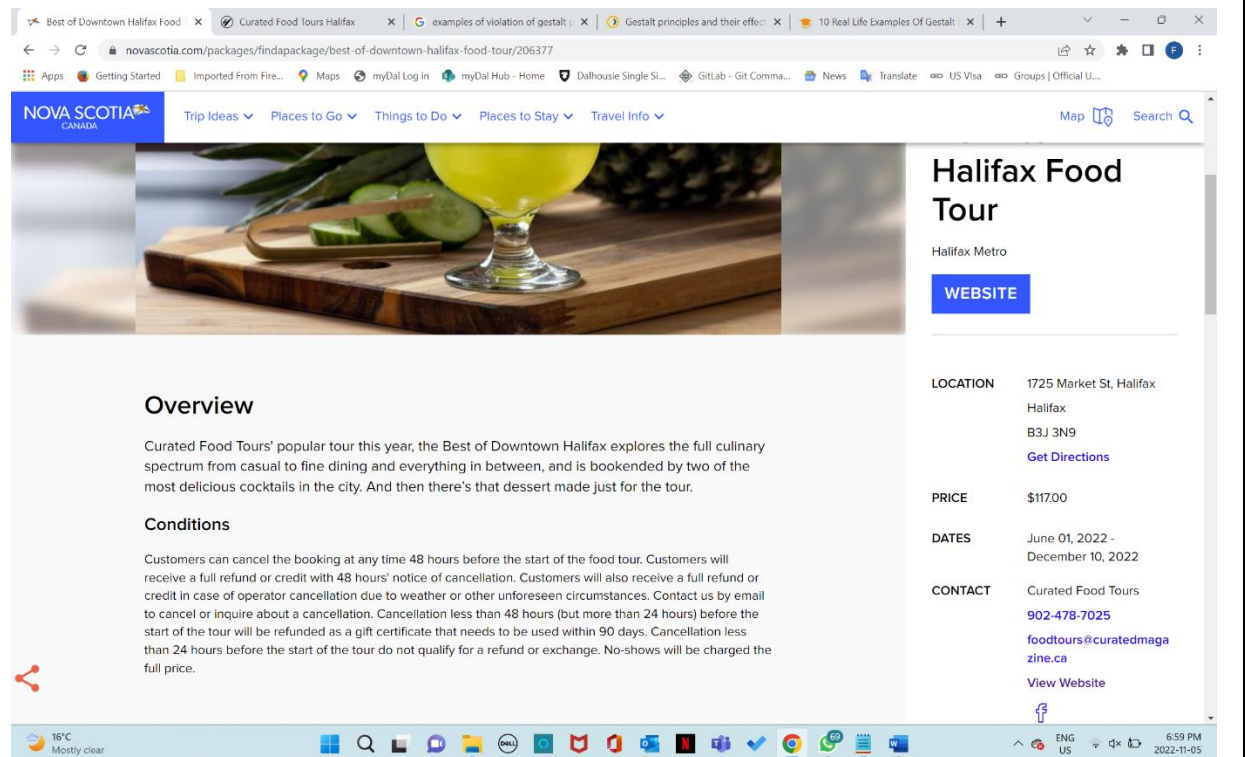 Best of Downtown Halifax Food
Curated Food Tours Halifax
examples of violation of gestalt p
Gestalt principles and their effec
10 Real Life Examples Of Gestalt
novascotia.com/packages/findapackage/best-of-downtown-halifax-food-tour/206377
F
Apps
Getting Started
Imported From Fire...
Maps
myDal Log in
myDal Hub - Home
Dalhousie Single Si...
GitLab - Git Comma...
News
Translate
US Visa
Groups | Official U....
NOVA SCOTIA
CANADA
Trip Ideas
Places to Go
Things to Do
Places to Stay
Travel Info
Map
Search
Halifax Food
Tour
Halifax Metro
WEBSITE
Overview
Curated Food Tours' popular tour this year, the Best of Downtown Halifax explores the full culinary
spectrum from casual to fine dining and everything in between, and is bookended by two of the
most delicious cocktails in the city. And then there's that dessert made just for the tour.
Conditions
Customers can cancel the booking at any time 48 hours before the start of the food tour. Customers will
receive a full refund or credit with 48 hours' notice of cancellation. Customers will also receive a full refund or
credit in case of operator cancellation due to weather or other unforeseen circumstances. Contact us by email
to cancel or inquire about a cancellation. Cancellation less than 48 hours (but more than 24 hours) before the
start of the tour will be refunded as a gift certificate that needs to be used within 90 days. Cancellation less
than 24 hours before the start of the tour do not qualify for a refund or exchange. No-shows will be charged the
full price.
LOCATION 1725 Market St, Halifax
Halifax
B3J 3N9
Get Directions
PRICE $117.00
DATES June 01, 2022 -
December 10, 2022
CONTACT Curated Food Tours
902-478-7025
foodtours@curatedmaga
zine.ca
View Website
16°C
Mostly clear
DELL
69
ENG
US
6:59 PM
2022-11-05